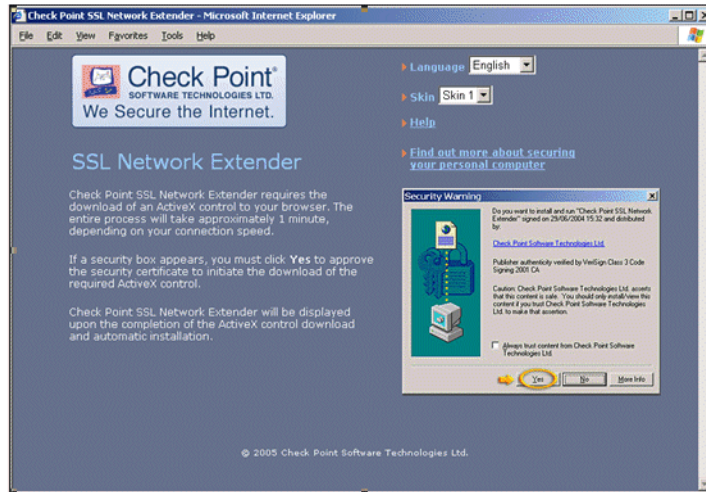 Check Point SSL Network Extender - Microsoft Internet Explorer
File Edit View Favorites Tools Help
Check Point
SOFTWARE TECHNOLOGIES LTD.
We Secure the Internet.
Language English
Skin Skin 1
Help
Find out more about securing
your personal computer
SSL Network Extender
Check Point SSL Network Extender requires the
download of an ActiveX control to your browser. The
entire process will take approximately 1 minute,
depending on your connection speed.
If a security box appears, you must click Yes to approve
the security certificate to initiate the download of the
required ActiveX control.
Check Point SSL Network Extender will be displayed
upon the completion of the ActiveX control download
and automatic installation.
Security Warning
Do you want to install and run "Check Point SSL Network
Extender" signed on 29/06/2004 15:32 and distributed
by:
Check Point Software Technologies Ltd.
Publisher authenticity verified by VeriSign Class 3 Code
Signing 2001 CA
Caution: Check Point Software Technologies Ltd. asserts
that this content is safe. You should only install/view this
content if you trust Check Point Software Technologies
Ltd. to make that assertion.
Always trust content from Check Point Software
Technologies Ltd.
Yes No More Info
© 2005 Check Point Software Technologies Ltd.